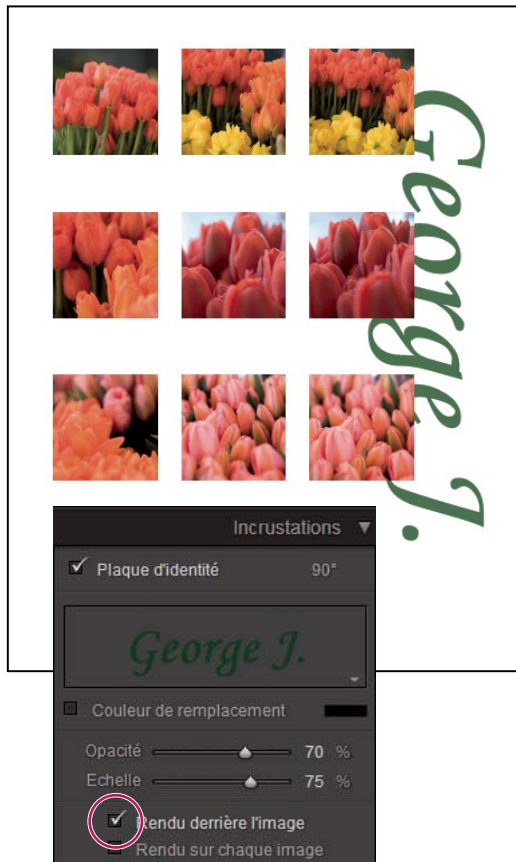 George J.
Incrustations
Plaque d'identité 90°
George J.
Couleur de remplacement
Opacité 70 %
Echelle 75 %
Rendu derrière l'image
Rendu sur chaque image